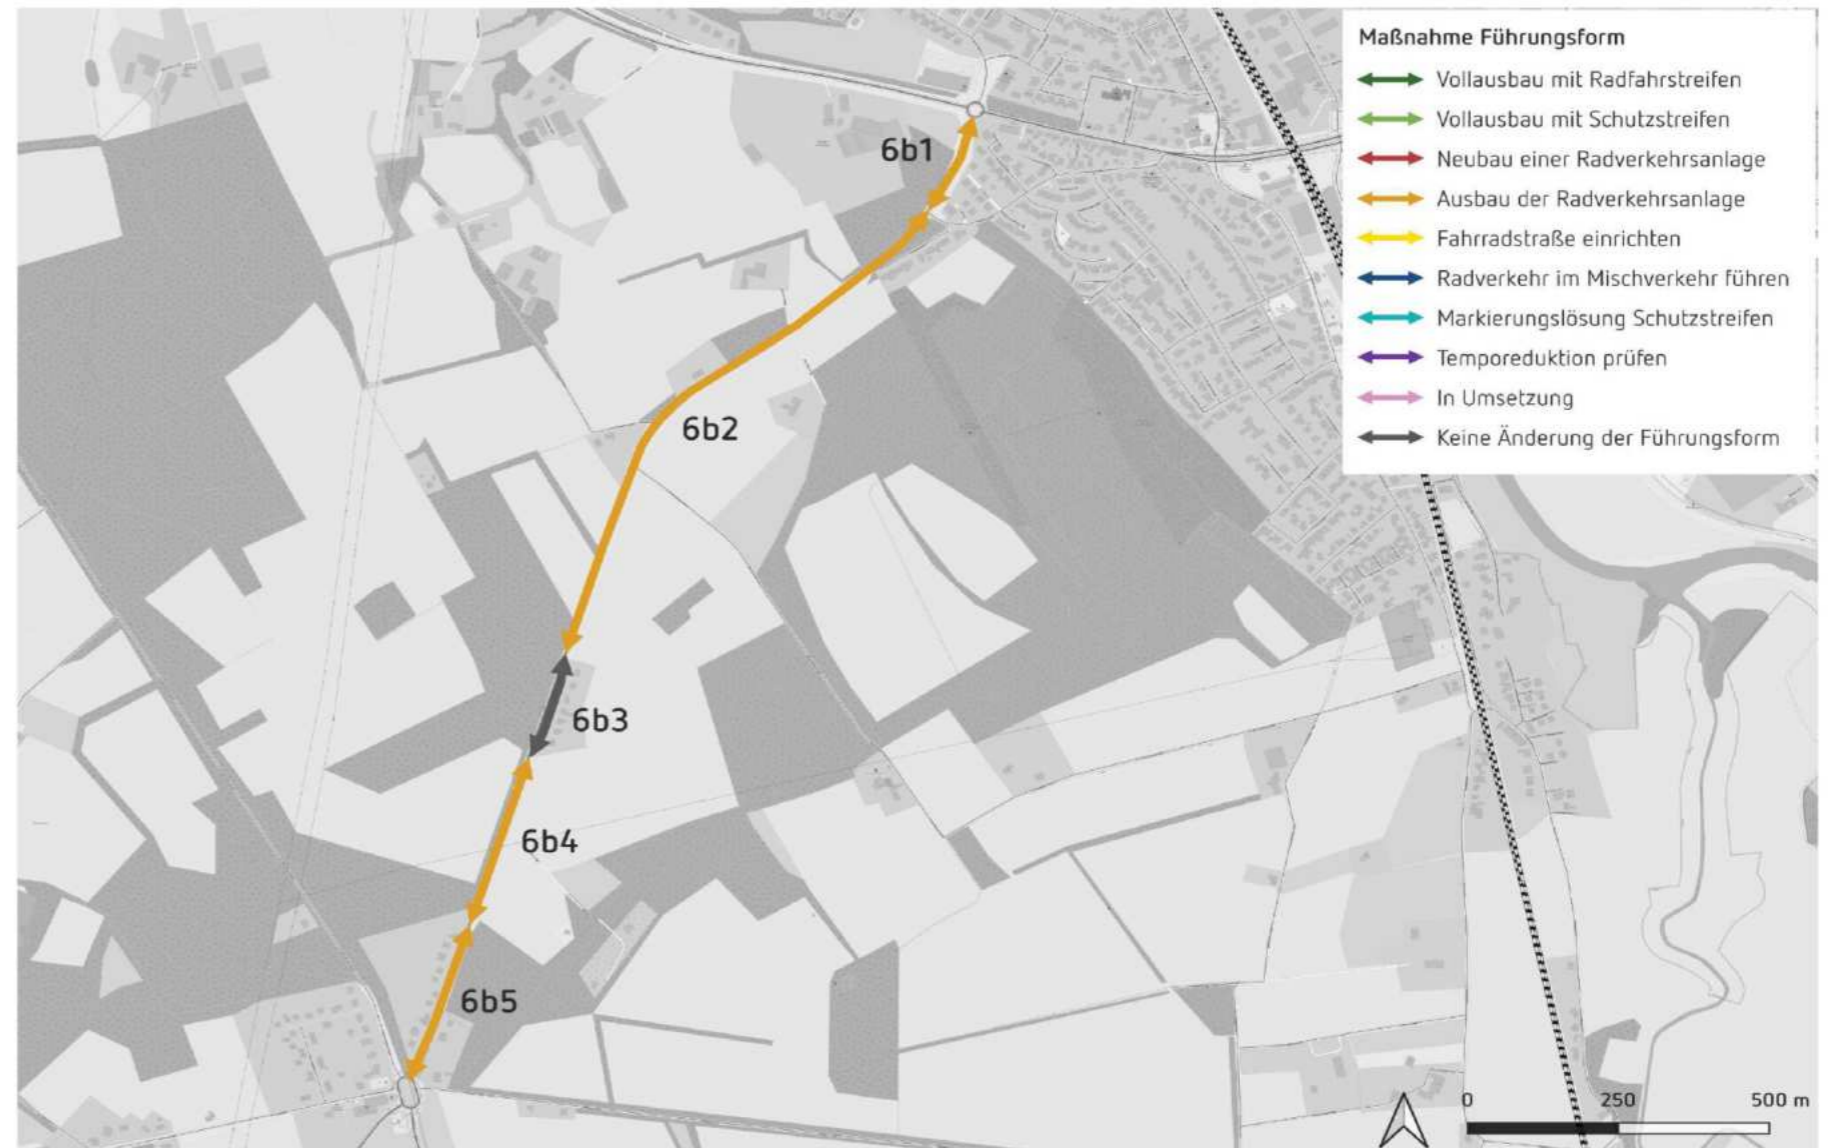 Maßnahme Führungsform
Vollausbau mit Radfahrstreifen
Vollausbau mit Schutzstreifen
Neubau einer Radverkehrsanlage
Ausbau der Radverkehrsanlage
Fahrradstraße einrichten
Radverkehr im Mischverkehr führen
Markierungslösung Schutzstreifen
Temporeduktion prüfen
In Umsetzung
Keine Änderung der Führungsform
6b1
6b2
6b3
6b4
6b5
0 250 500 m